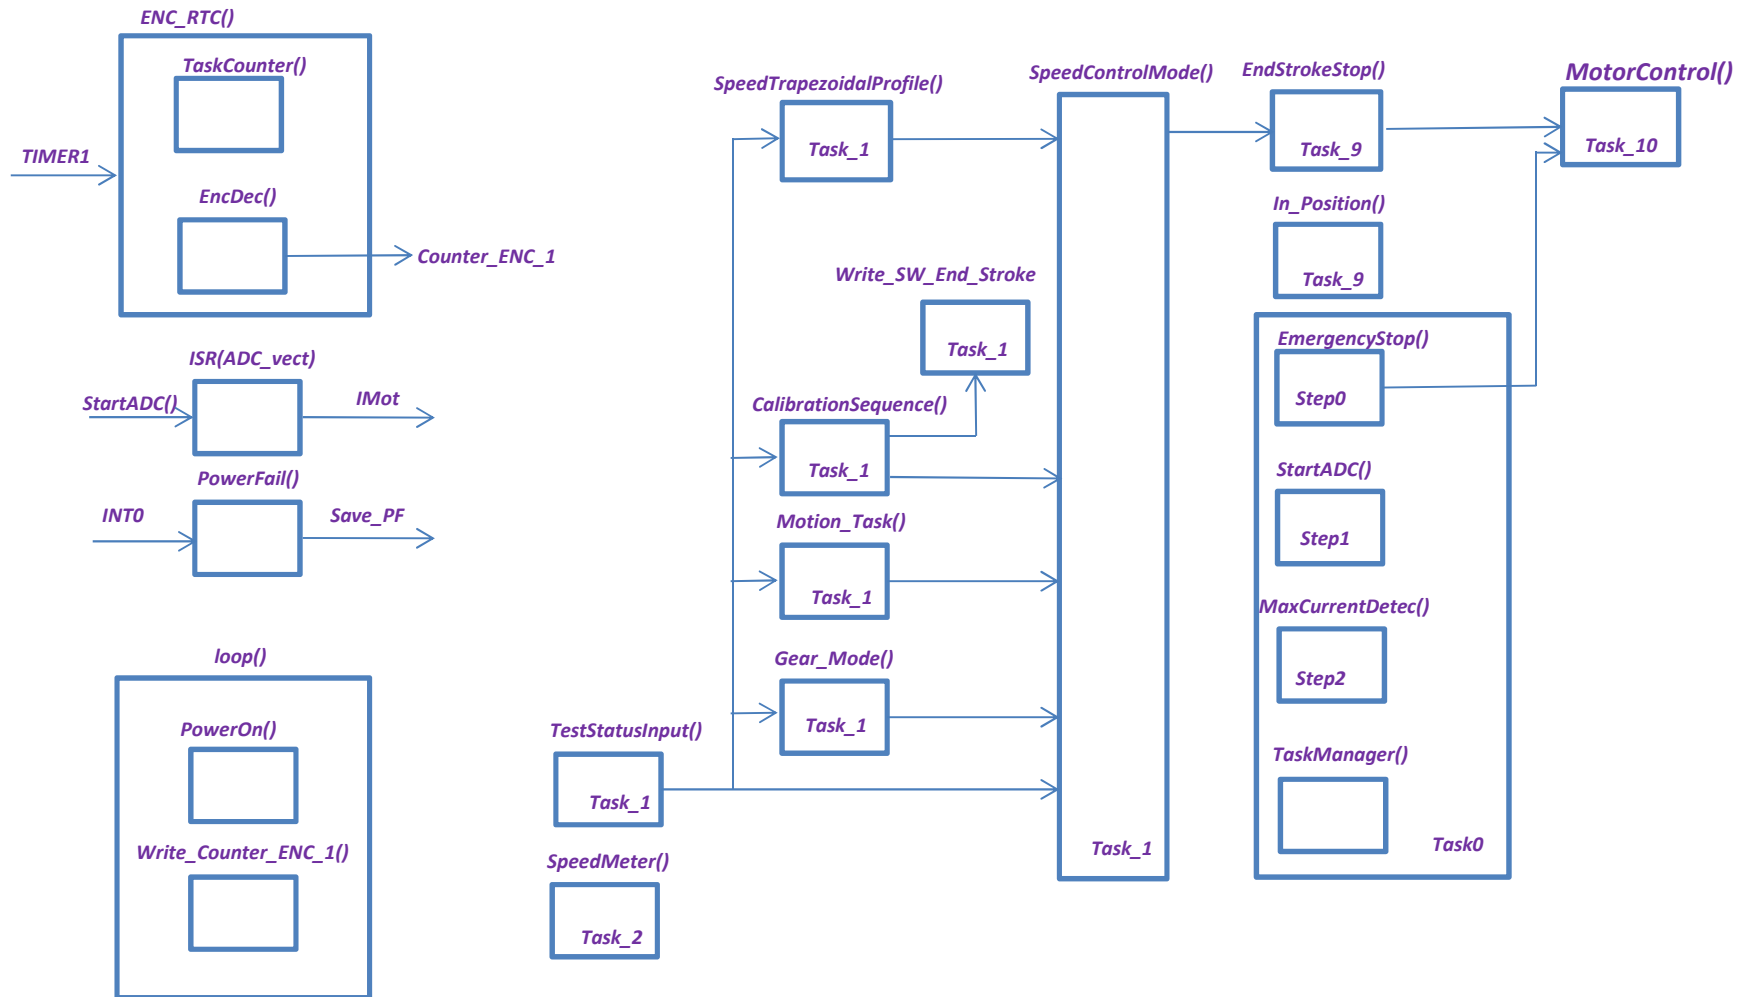 ENC_RTC()
TaskCounter()
TIMER1
EncDec()
Counter_ENC_1
ISR(ADC_vect)
StartADC()
IMot
PowerFail()
INT0
Save_PF
loop()
PowerOn()
Write_Counter_ENC_1()
SpeedTrapezoidalProfile()
Task_1
Write_SW_End_Stroke
Task_1
CalibrationSequence()
Task_1
Motion_Task()
Task_1
Gear_Mode()
Task_1
TestStatusInput()
Task_1
SpeedMeter()
Task_2
SpeedControlMode()
Task_1
EndStrokeStop()
Task_9
In_Position()
Task_9
EmergencyStop()
Step0
StartADC()
Step1
MaxCurrentDetec()
Step2
TaskManager()
Task0
MotorControl()
Task_10